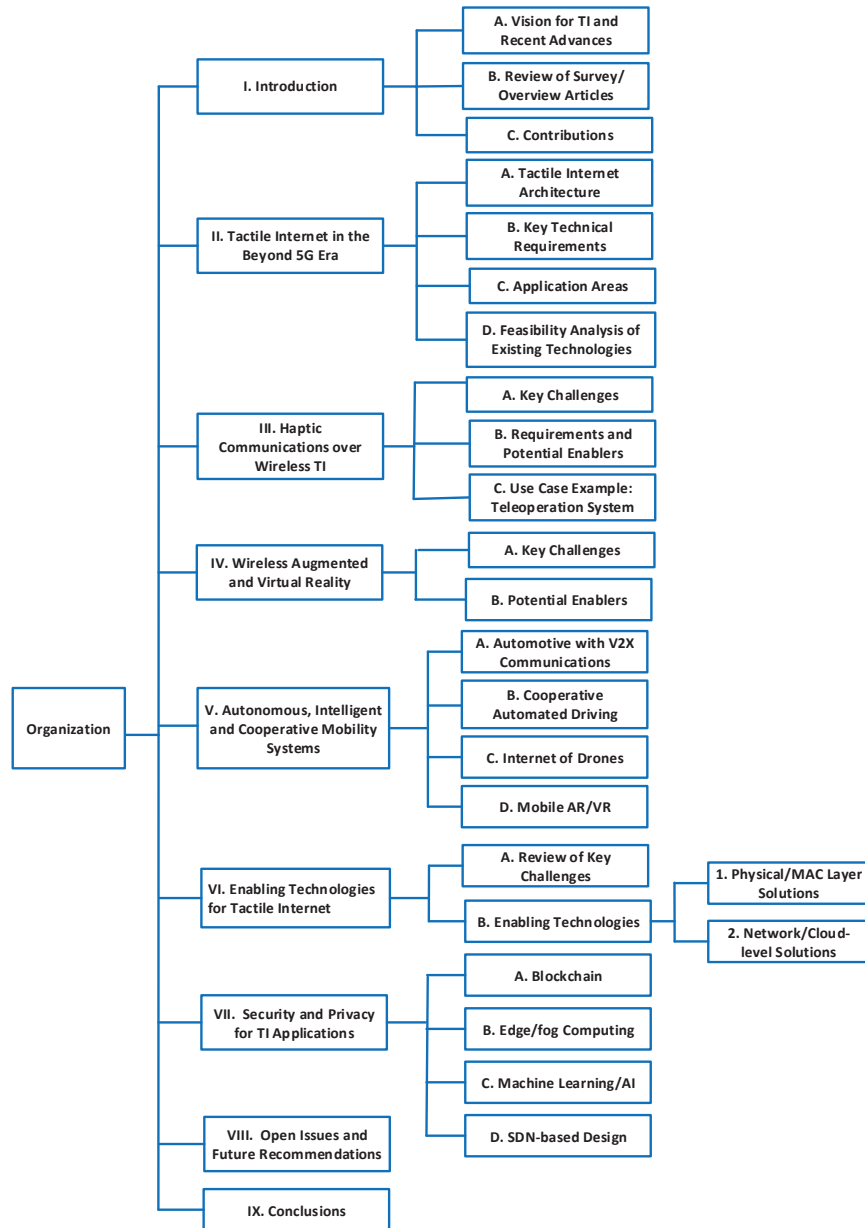 Organization
I. Introduction
A. Vision for TI and
Recent Advances
B. Review of Survey/
Overview Articles
C. Contributions
II. Tactile Internet in the
Beyond 5G Era
A. Tactile Internet
Architecture
B. Key Technical
Requirements
C. Application Areas
D. Feasibility Analysis of
Existing Technologies
III. Haptic
Communications over
Wireless TI
A. Key Challenges
B. Requirements and
Potential Enablers
C. Use Case Example:
Teleoperation System
IV. Wireless Augmented
and Virtual Reality
A. Key Challenges
B. Potential Enablers
V. Autonomous, Intelligent
and Cooperative Mobility
Systems
A. Automotive with V2X
Communications
B. Cooperative
Automated Driving
C. Internet of Drones
D. Mobile AR/VR
VI. Enabling Technologies
for Tactile Internet
A. Review of Key
Challenges
B. Enabling Technologies
1. Physical/MAC Layer
Solutions
2. Network/Cloud-
level Solutions
VII. Security and Privacy
for TI Applications
A. Blockchain
B. Edge/fog Computing
C. Machine Learning/AI
D. SDN-based Design
VIII. Open Issues and
Future Recommendations
IX. Conclusions